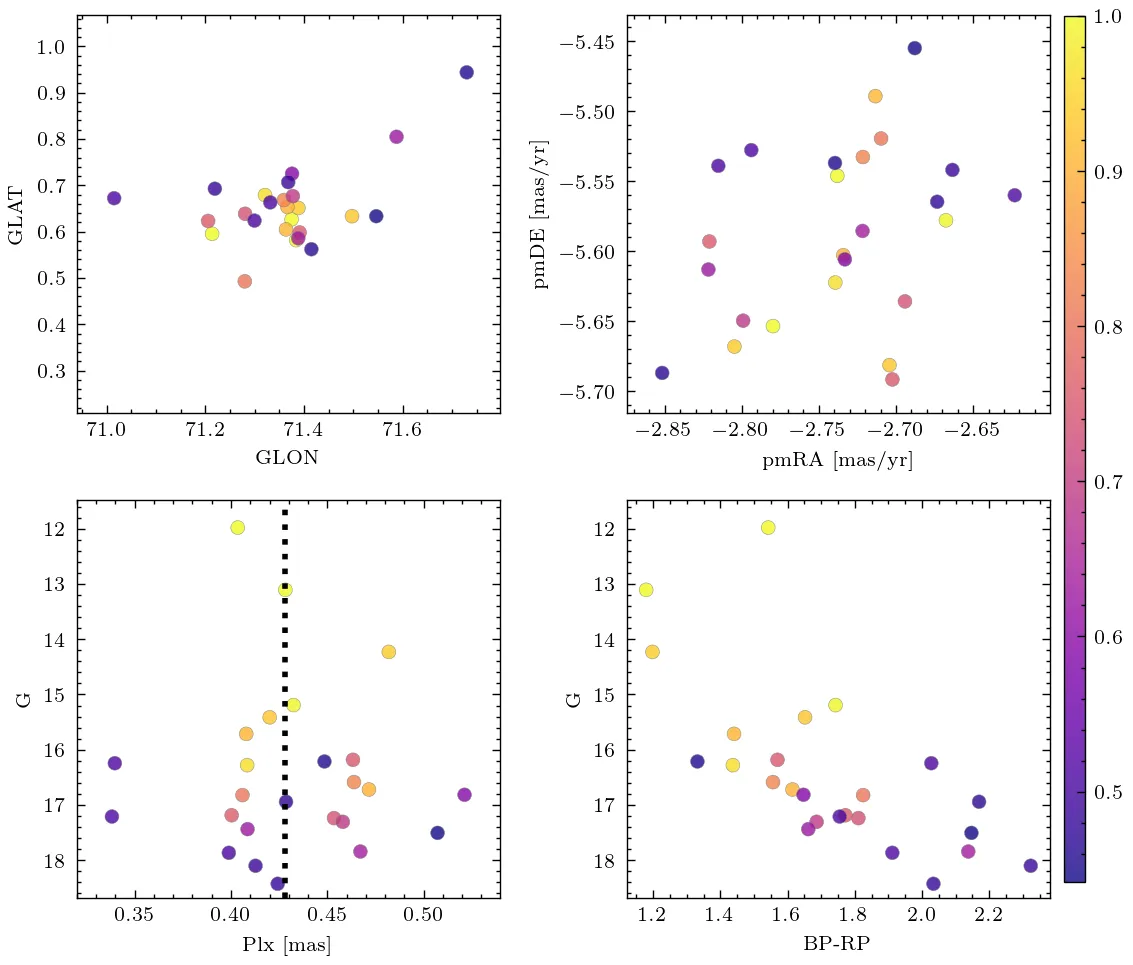 1.0
0.9
0.8
0.7
0.6
0.5
0.4
0.3
GLAT
71.0 71.2 71.4 71.6
GLON
−5.45
−5.50
−5.55
−5.60
−5.65
−5.70
pmDE [mas/yr]
−2.85 −2.80 −2.75 −2.70 −2.65
pmRA [mas/yr]
1.0
0.9
0.8
0.7
0.6
0.5
12
13
14
15
16
17
18
G
0.35 0.40 0.45 0.50
Plx [mas]
12
13
14
15
16
17
18
G
1.2 1.4 1.6 1.8 2.0 2.2
BP-RP